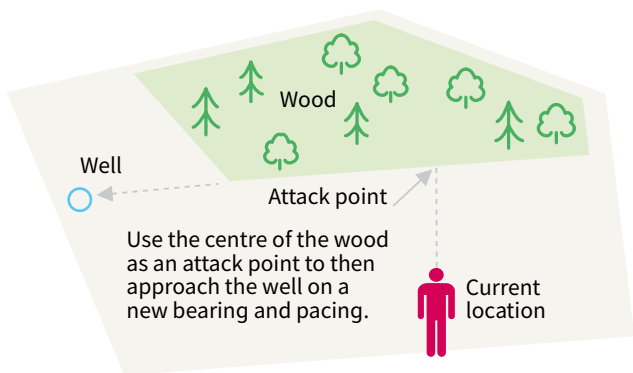 Wood
Well
Attack point
Use the centre of the wood
as an attack point to then
approach the well on a
new bearing and pacing.
Current
location